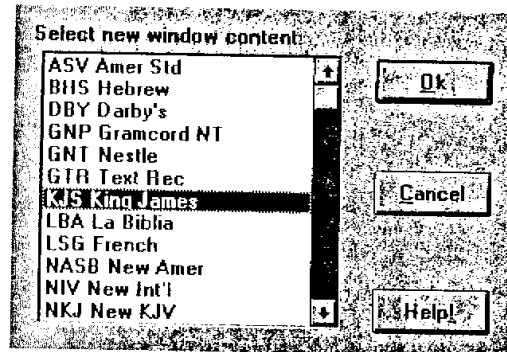 Select new window content:
ASV Amer Std
BHS Hebrew
DBY Darby's
GNP Gramcord NT
GNT Nestle
GTR Text Rec
KJS King James
LBA La Biblia
LSG French
NASB New Amer
NIV New Int'l
NKJ New KJV
Ok
Cancel
Help!